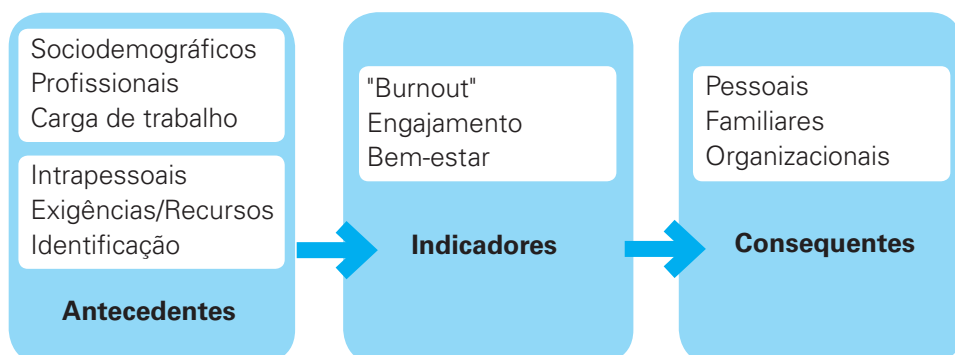 Sociodemográficos
Profissionais
Carga de trabalho
Intrapessoais
Exigências/Recursos
Identificação
Antecedentes
"Burnout"
Engajamento
Bem-estar
Indicadores
Pessoais
Familiares
Organizacionais
Consequentes